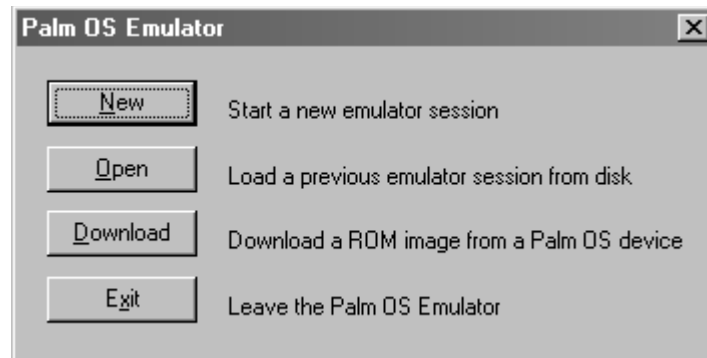 Palm OS Emulator
New Start a new emulator session
Open Load a previous emulator session from disk
Download Download a ROM image from a Palm OS device
Exit Leave the Palm OS Emulator